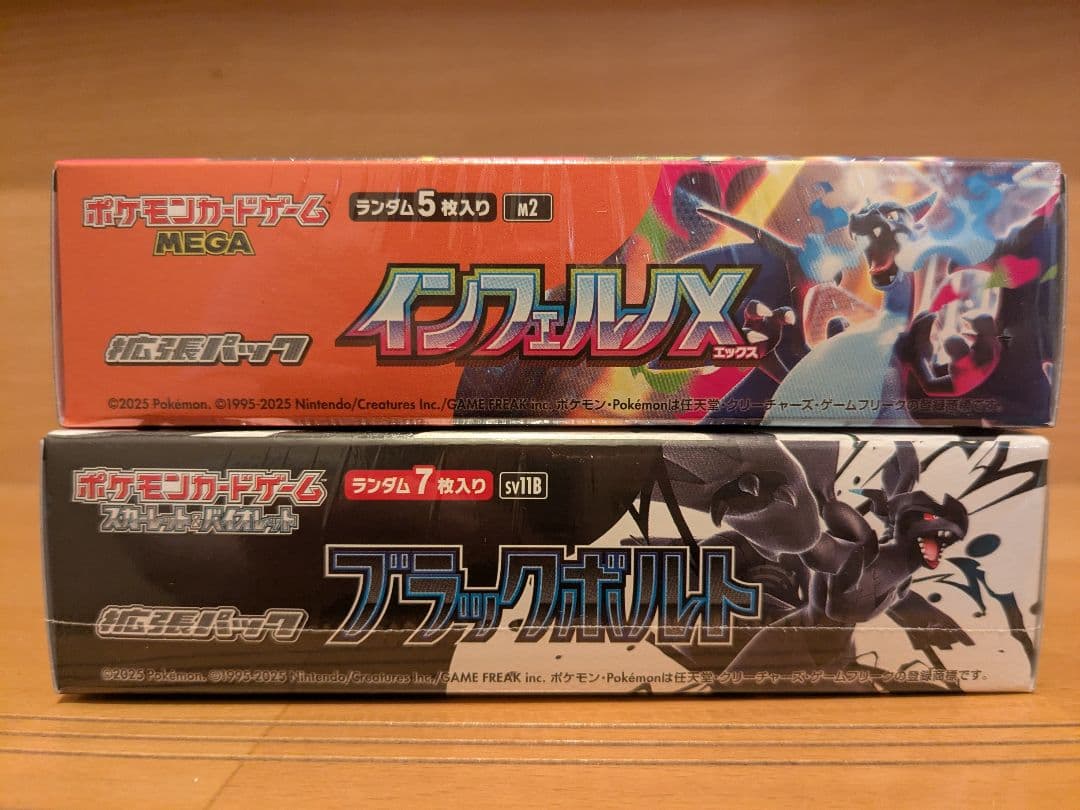 ポケモンカードゲーム
MEGA
ランダム5枚入り M2
インフェルノX
エックス
拡張パック
©2025 Pokémon. ©1995-2025 Nintendo/Creatures Inc./GAME FREAK inc. ポケモン・Pokémonは任天堂・クリーチャーズ・ゲームフリークの登録商標です。
ポケモンカードゲーム
スカーレット&バイオレット
ランダム7枚入り SV11B
ブラックボルト
拡張パック
©2025 Pokémon. ©1995-2025 Nintendo/Creatures Inc./GAME FREAK inc. ポケモン・Pokémonは任天堂・クリーチャーズ・ゲームフリークの登録商標です。